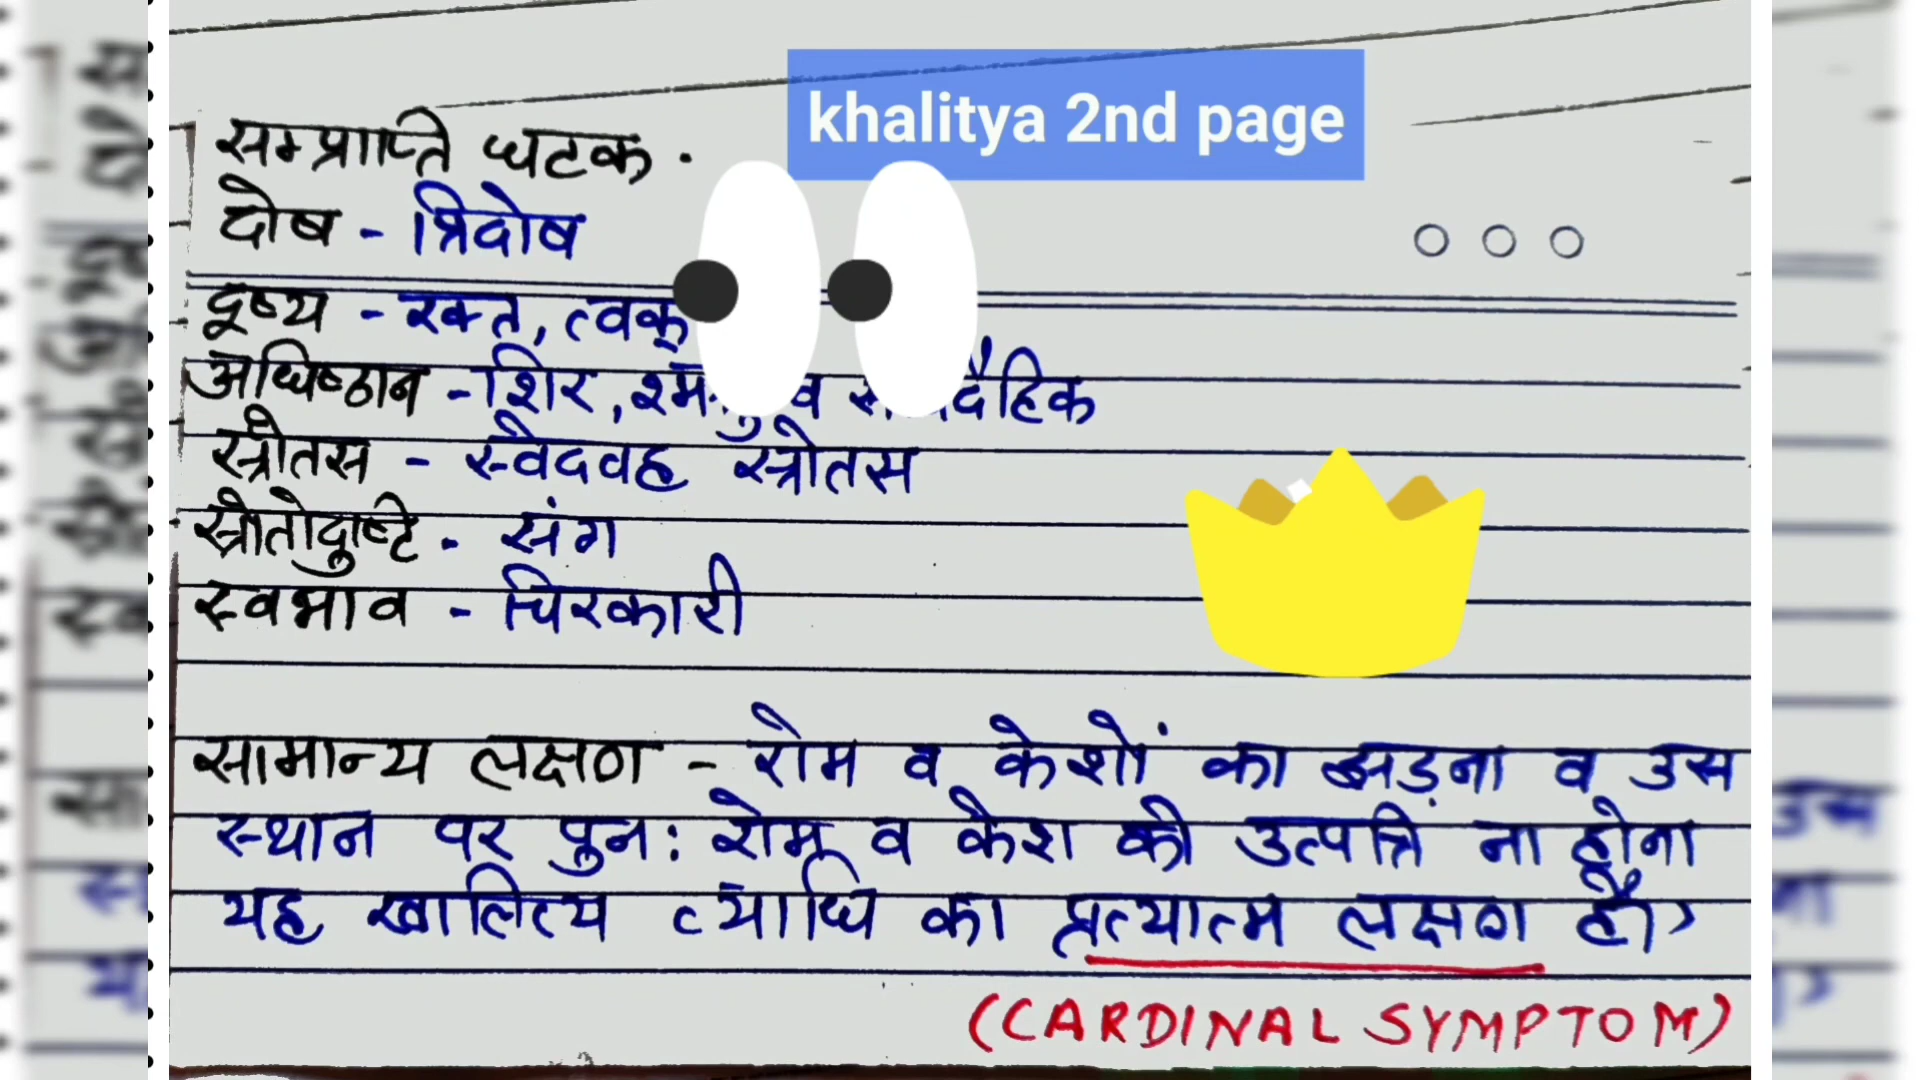 khalitya 2nd page
सम्प्राप्ति घटक .
दोष - त्रिदोष
दूष्य - रक्त, त्वक्
अधिष्ठान - शिर, व
स्त्रोतस - स्वेदवह स्त्रोतस
स्त्रोतोदुष्टि - संग
स्वभाव - चिरकारी
सामान्य लक्षण - रोम व केशों का झड़ना व उस
स्थान पर पुन: रोम व केश की उत्पत्ति ना होना
यह खालित्य व्याधि का प्रत्यात्म लक्षण है।
(CARDINAL SYMPTOM)